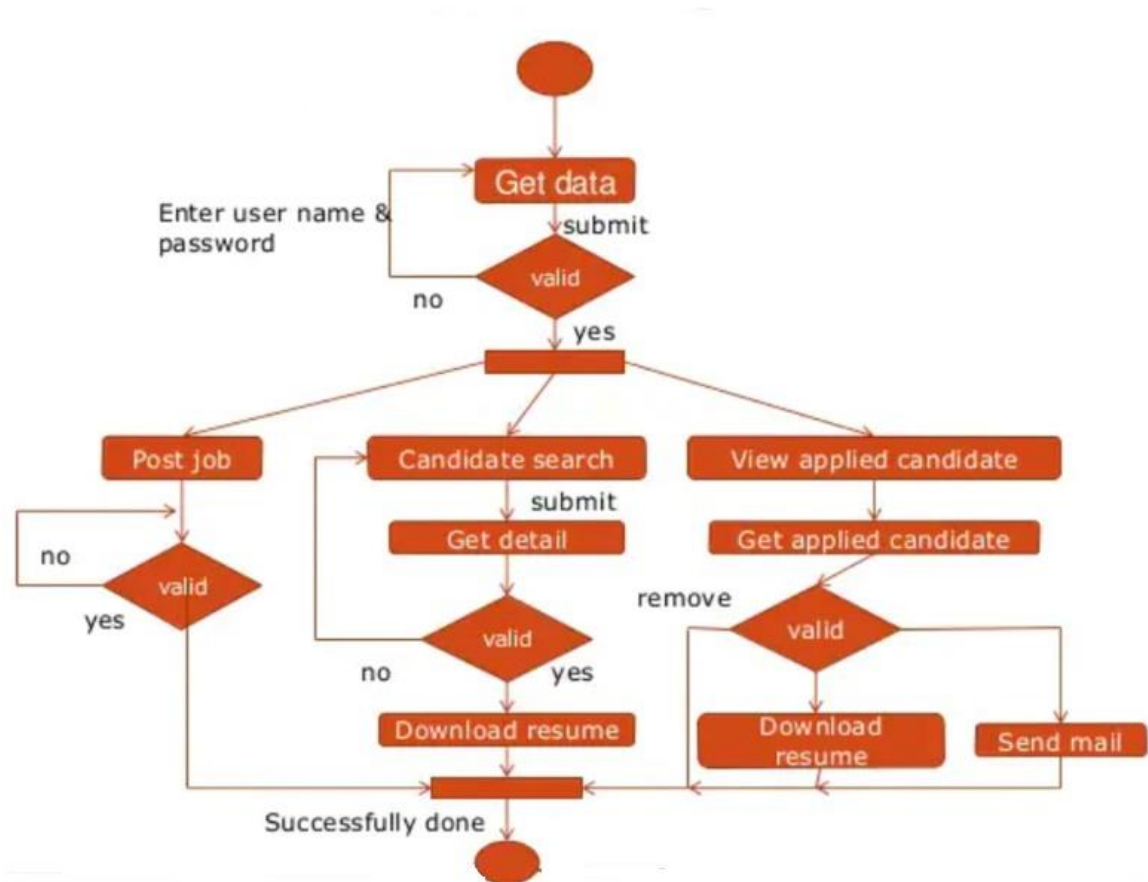 Get data
Enter user name &
password
submit
valid
no
yes
Post job
Candidate search
View applied candidate
submit
Get detail
Get applied candidate
no
valid
yes
remove
valid
valid
no
yes
Download resume
Download
resume
Send mail
Successfully done